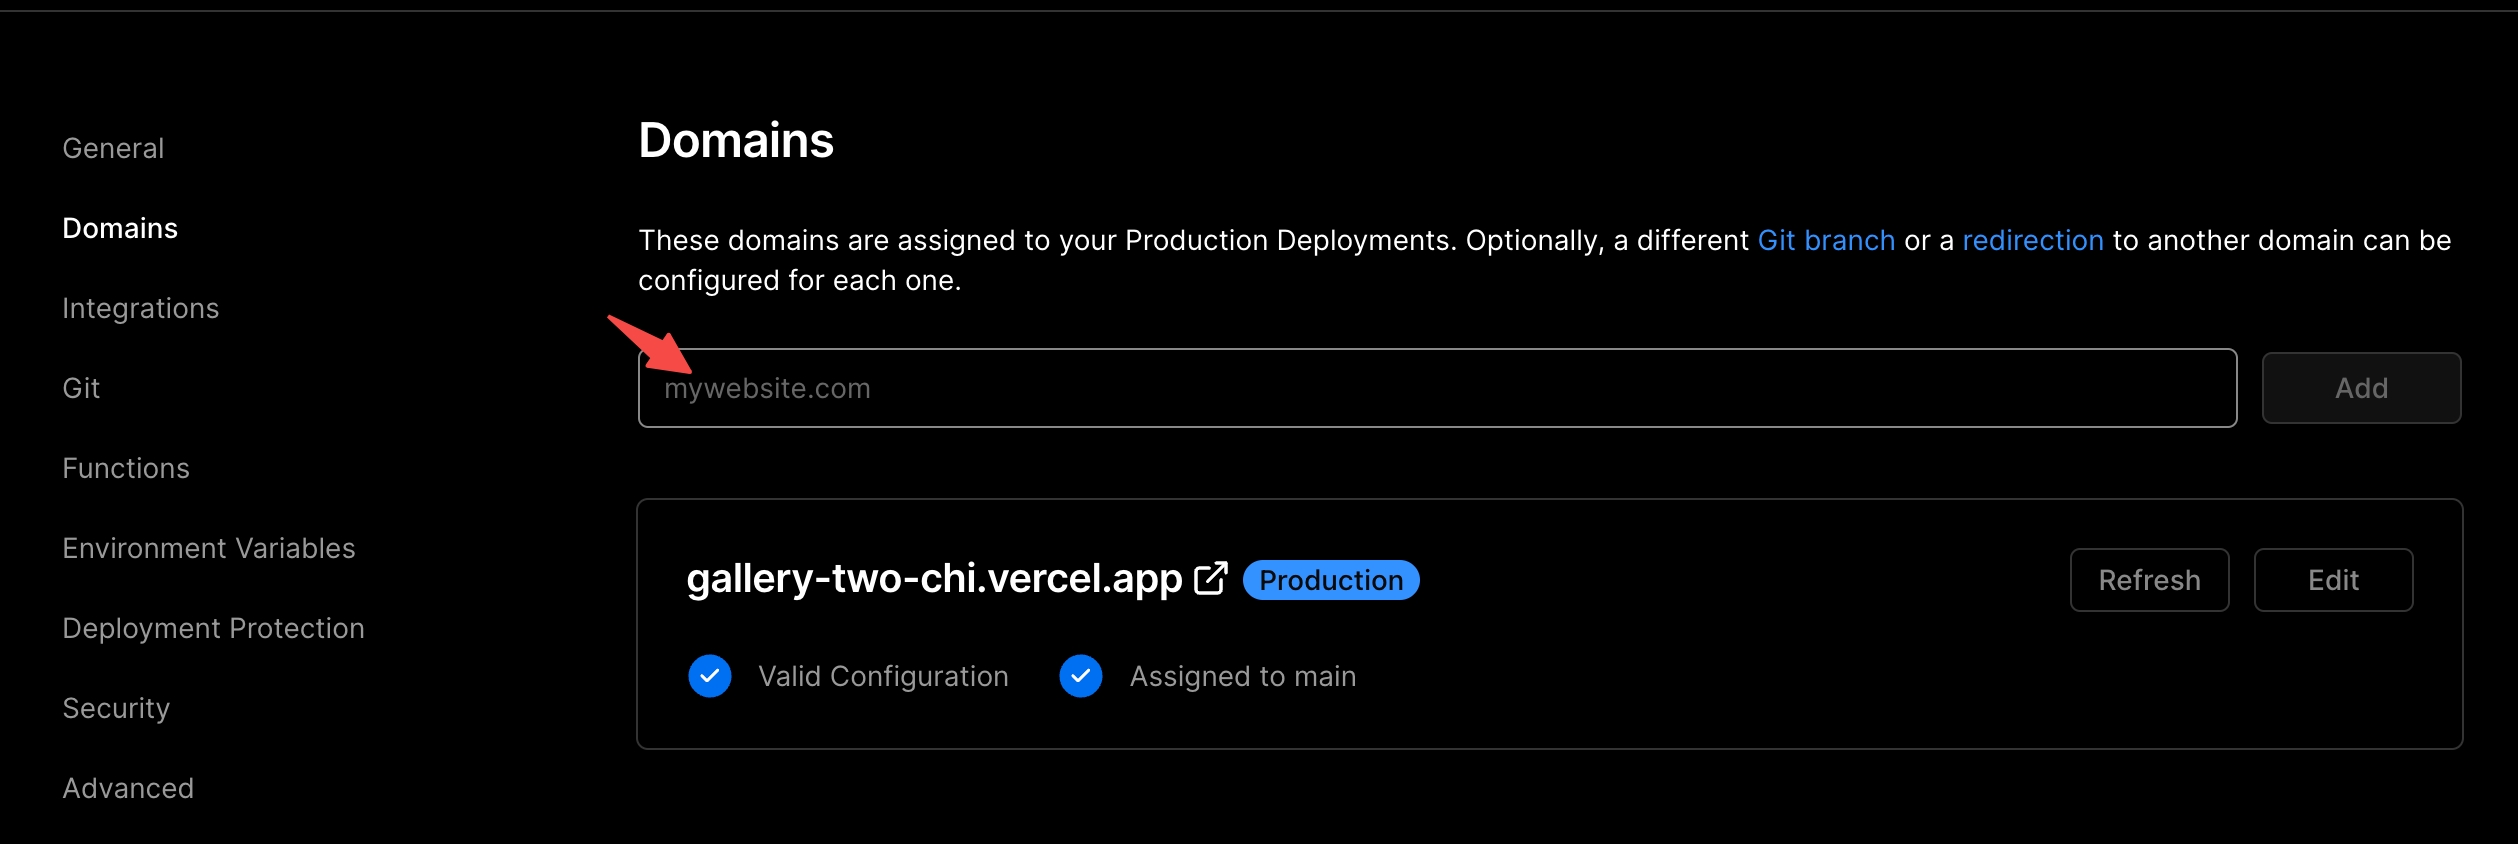 General
Domains
Integrations
Git
Functions
Environment Variables
Deployment Protection
Security
Advanced
Domains
These domains are assigned to your Production Deployments. Optionally, a different Git branch or a redirection to another domain can be
configured for each one.
mywebsite.com
Add
gallery-two-chi.vercel.app Production
Refresh
Edit
Valid Configuration
Assigned to main